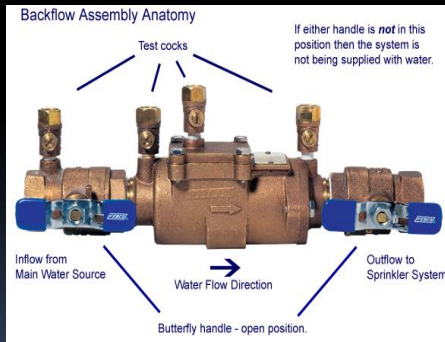 Backflow Assembly Anatomy
If either handle is not in this
position then the system is
not being supplied with water.
Test cocks
FEBCO
FEBCO
Inflow from
Main Water Source
Water Flow Direction
Outflow to
Sprinkler System
Butterfly handle - open position.